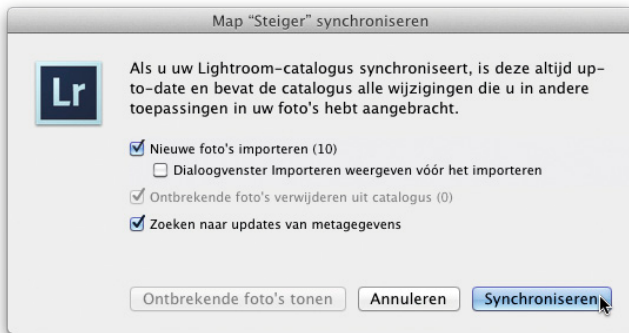 Map “Steiger” synchroniseren
Lr
Als u uw Lightroom-catalogus synchroniseert, is deze altijd up-
to-date en bevat de catalogus alle wijzigingen die u in andere
toepassingen in uw foto's hebt aangebracht.
Nieuwe foto's importeren (10)
Dialoogvenster Importeren weergeven vóór het importeren
Ontbrekende foto's verwijderen uit catalogus (0)
Zoeken naar updates van metagegevens
Ontbrekende foto's tonen Annuleren Synchroniseren